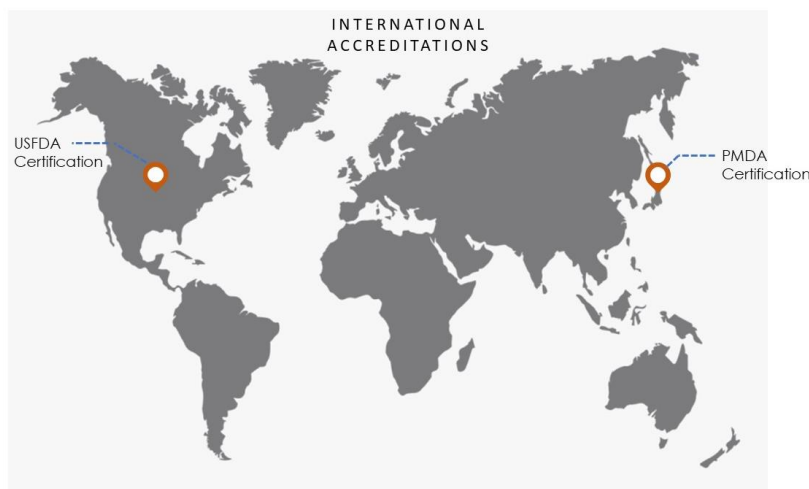 INTERNATIONAL
ACCREDITATIONS
USFDA
Certification
PMDA
Certification